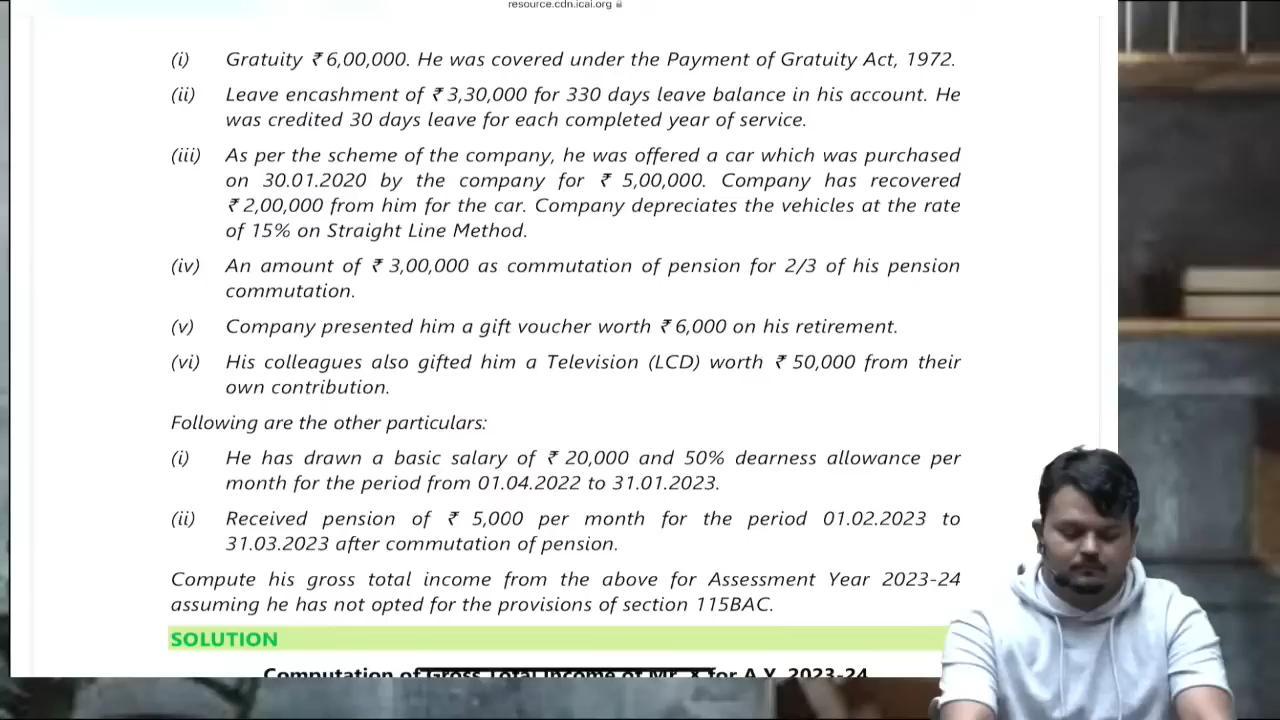 resource.cdn.icai.org
(i) Gratuity ₹ 6,00,000. He was covered under the Payment of Gratuity Act, 1972.
(ii) Leave encashment of ₹ 3,30,000 for 330 days leave balance in his account. He
was credited 30 days leave for each completed year of service.
(iii) As per the scheme of the company, he was offered a car which was purchased
on 30.01.2020 by the company for ₹ 5,00,000. Company has recovered
₹ 2,00,000 from him for the car. Company depreciates the vehicles at the rate
of 15% on Straight Line Method.
(iv) An amount of ₹ 3,00,000 as commutation of pension for 2/3 of his pension
commutation.
(v) Company presented him a gift voucher worth ₹ 6,000 on his retirement.
(vi) His colleagues also gifted him a Television (LCD) worth ₹ 50,000 from their
own contribution.
Following are the other particulars:
(i) He has drawn a basic salary of ₹ 20,000 and 50% dearness allowance per
month for the period from 01.04.2022 to 31.01.2023.
(ii) Received pension of ₹ 5,000 per month for the period 01.02.2023 to
31.03.2023 after commutation of pension.
Compute his gross total income from the above for Assessment Year 2023-24
assuming he has not opted for the provisions of section 115BAC.
SOLUTION
Computation of Gross Total Income of Mr. X for A.Y. 2023-24